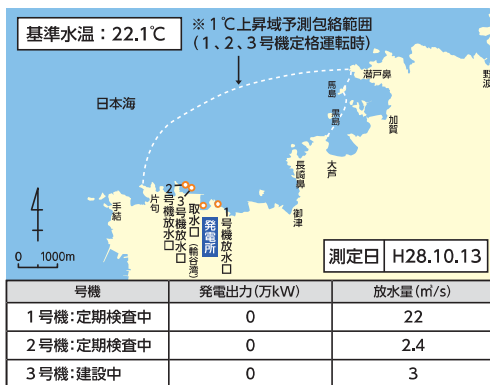 基準水温：22.1℃
※1℃上昇域予測包絡範囲
（1、2、3号機定格運転時）
日本海
潜戸鼻
馬島
黒島
加賀
野波
大芦
長崎鼻
御津
手結
片句
2号機放水口
3号機放水口
取水口（輪谷湾）
発電所
1号機放水口
0 1000m
測定日 H28.10.13
号機 発電出力（万kW） 放水量（㎥/s）
1号機：定期検査中 0 22
2号機：定期検査中 0 2.4
3号機：建設中 0 3